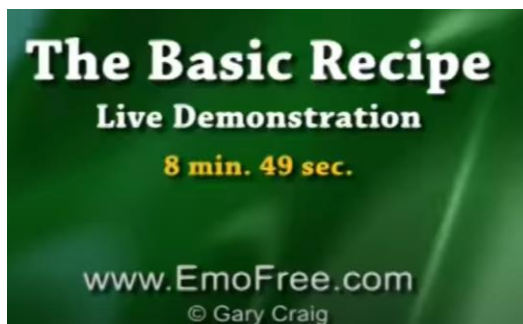 The Basic Recipe
Live Demonstration
8 min. 49 sec.
www.EmoFree.com
© Gary Craig